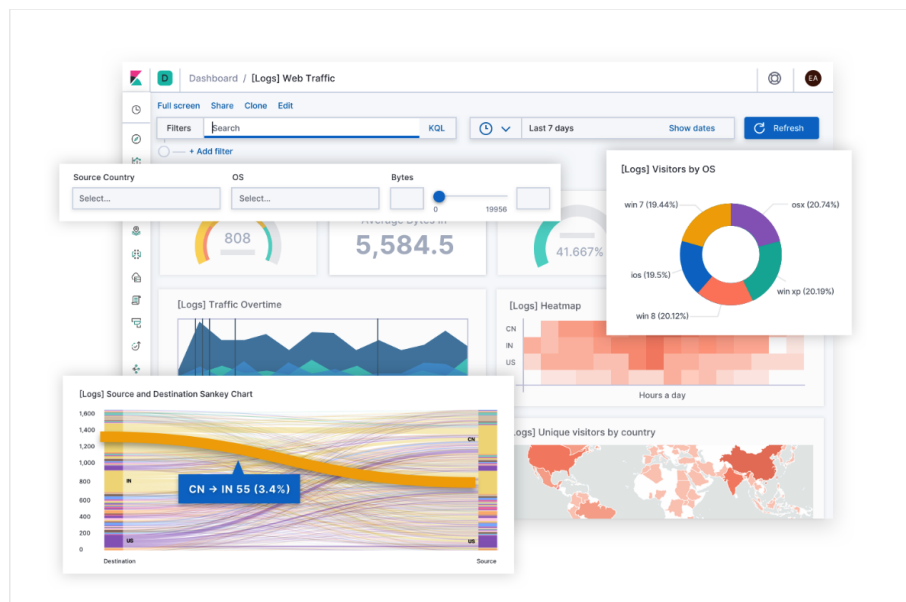 D Dashboard / [Logs] Web Traffic EA
Full screen Share Clone Edit
Filters Search KQL Last 7 days Show dates Refresh
+ Add filter
Source Country OS Bytes
Select... Select... 0 19956
808
Average Bytes in
5,584.5
41.667%
[Logs] Visitors by OS
win 7 (19.44%) osx (20.74%)
ios (19.5%) win xp (20.19%)
win 8 (20.12%)
[Logs] Traffic Overtime
[Logs] Heatmap
CN
IN
US
Hours a day
[Logs] Source and Destination Sankey Chart
1,600
1,400
1,200
1,000
800
600
400
200
0
CN
IN
US
US
CN → IN 55 (3.4%)
Destination Source
Logs] Unique visitors by country